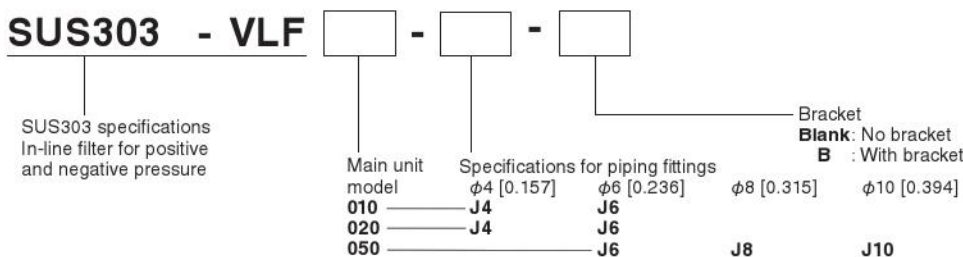 SUS303 - VLF - -
SUS303 specifications
In-line filter for positive
and negative pressure
Bracket
Blank: No bracket
B : With bracket
Main unit
model
Specifications for piping fittings
φ4 [0.157] φ6 [0.236] φ8 [0.315] φ10 [0.394]
010 J4 J6
020 J4 J6
050 J6 J8 J10